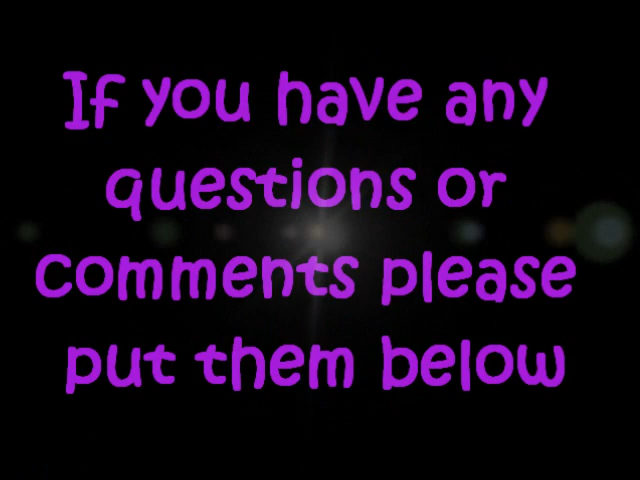 If you have any
questions or
comments please
put them below